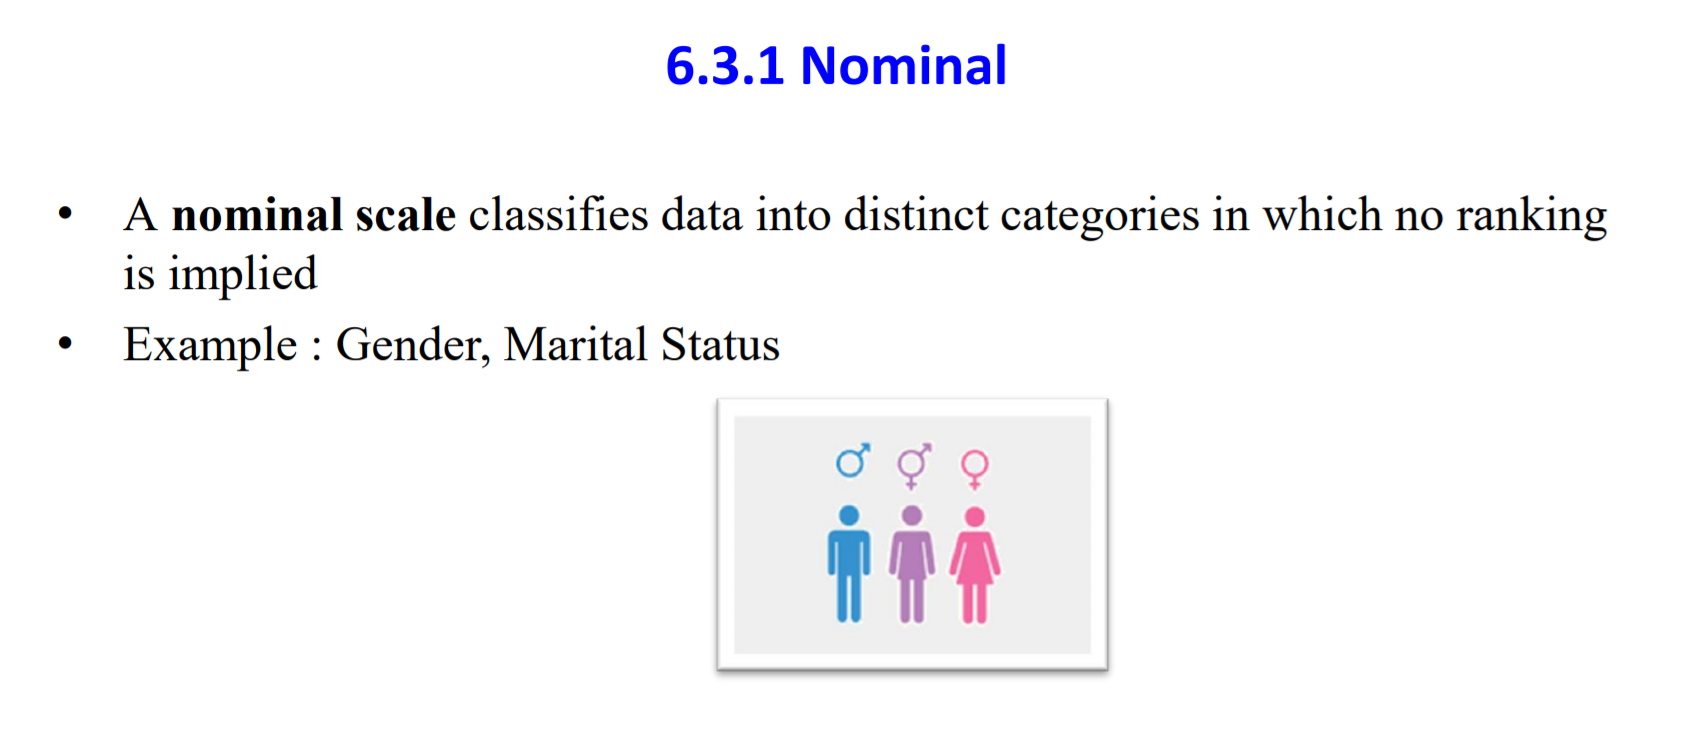 6.3.1 Nominal
• A nominal scale classifies data into distinct categories in which no ranking
is implied
• Example : Gender, Marital Status